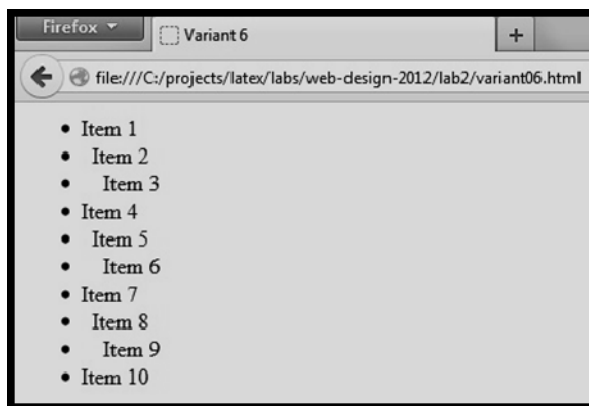 Firefox
Variant 6
+
file:///C:/projects/latex/labs/web-design-2012/lab2/variant06.html
• Item 1
• Item 2
• Item 3
• Item 4
• Item 5
• Item 6
• Item 7
• Item 8
• Item 9
• Item 10